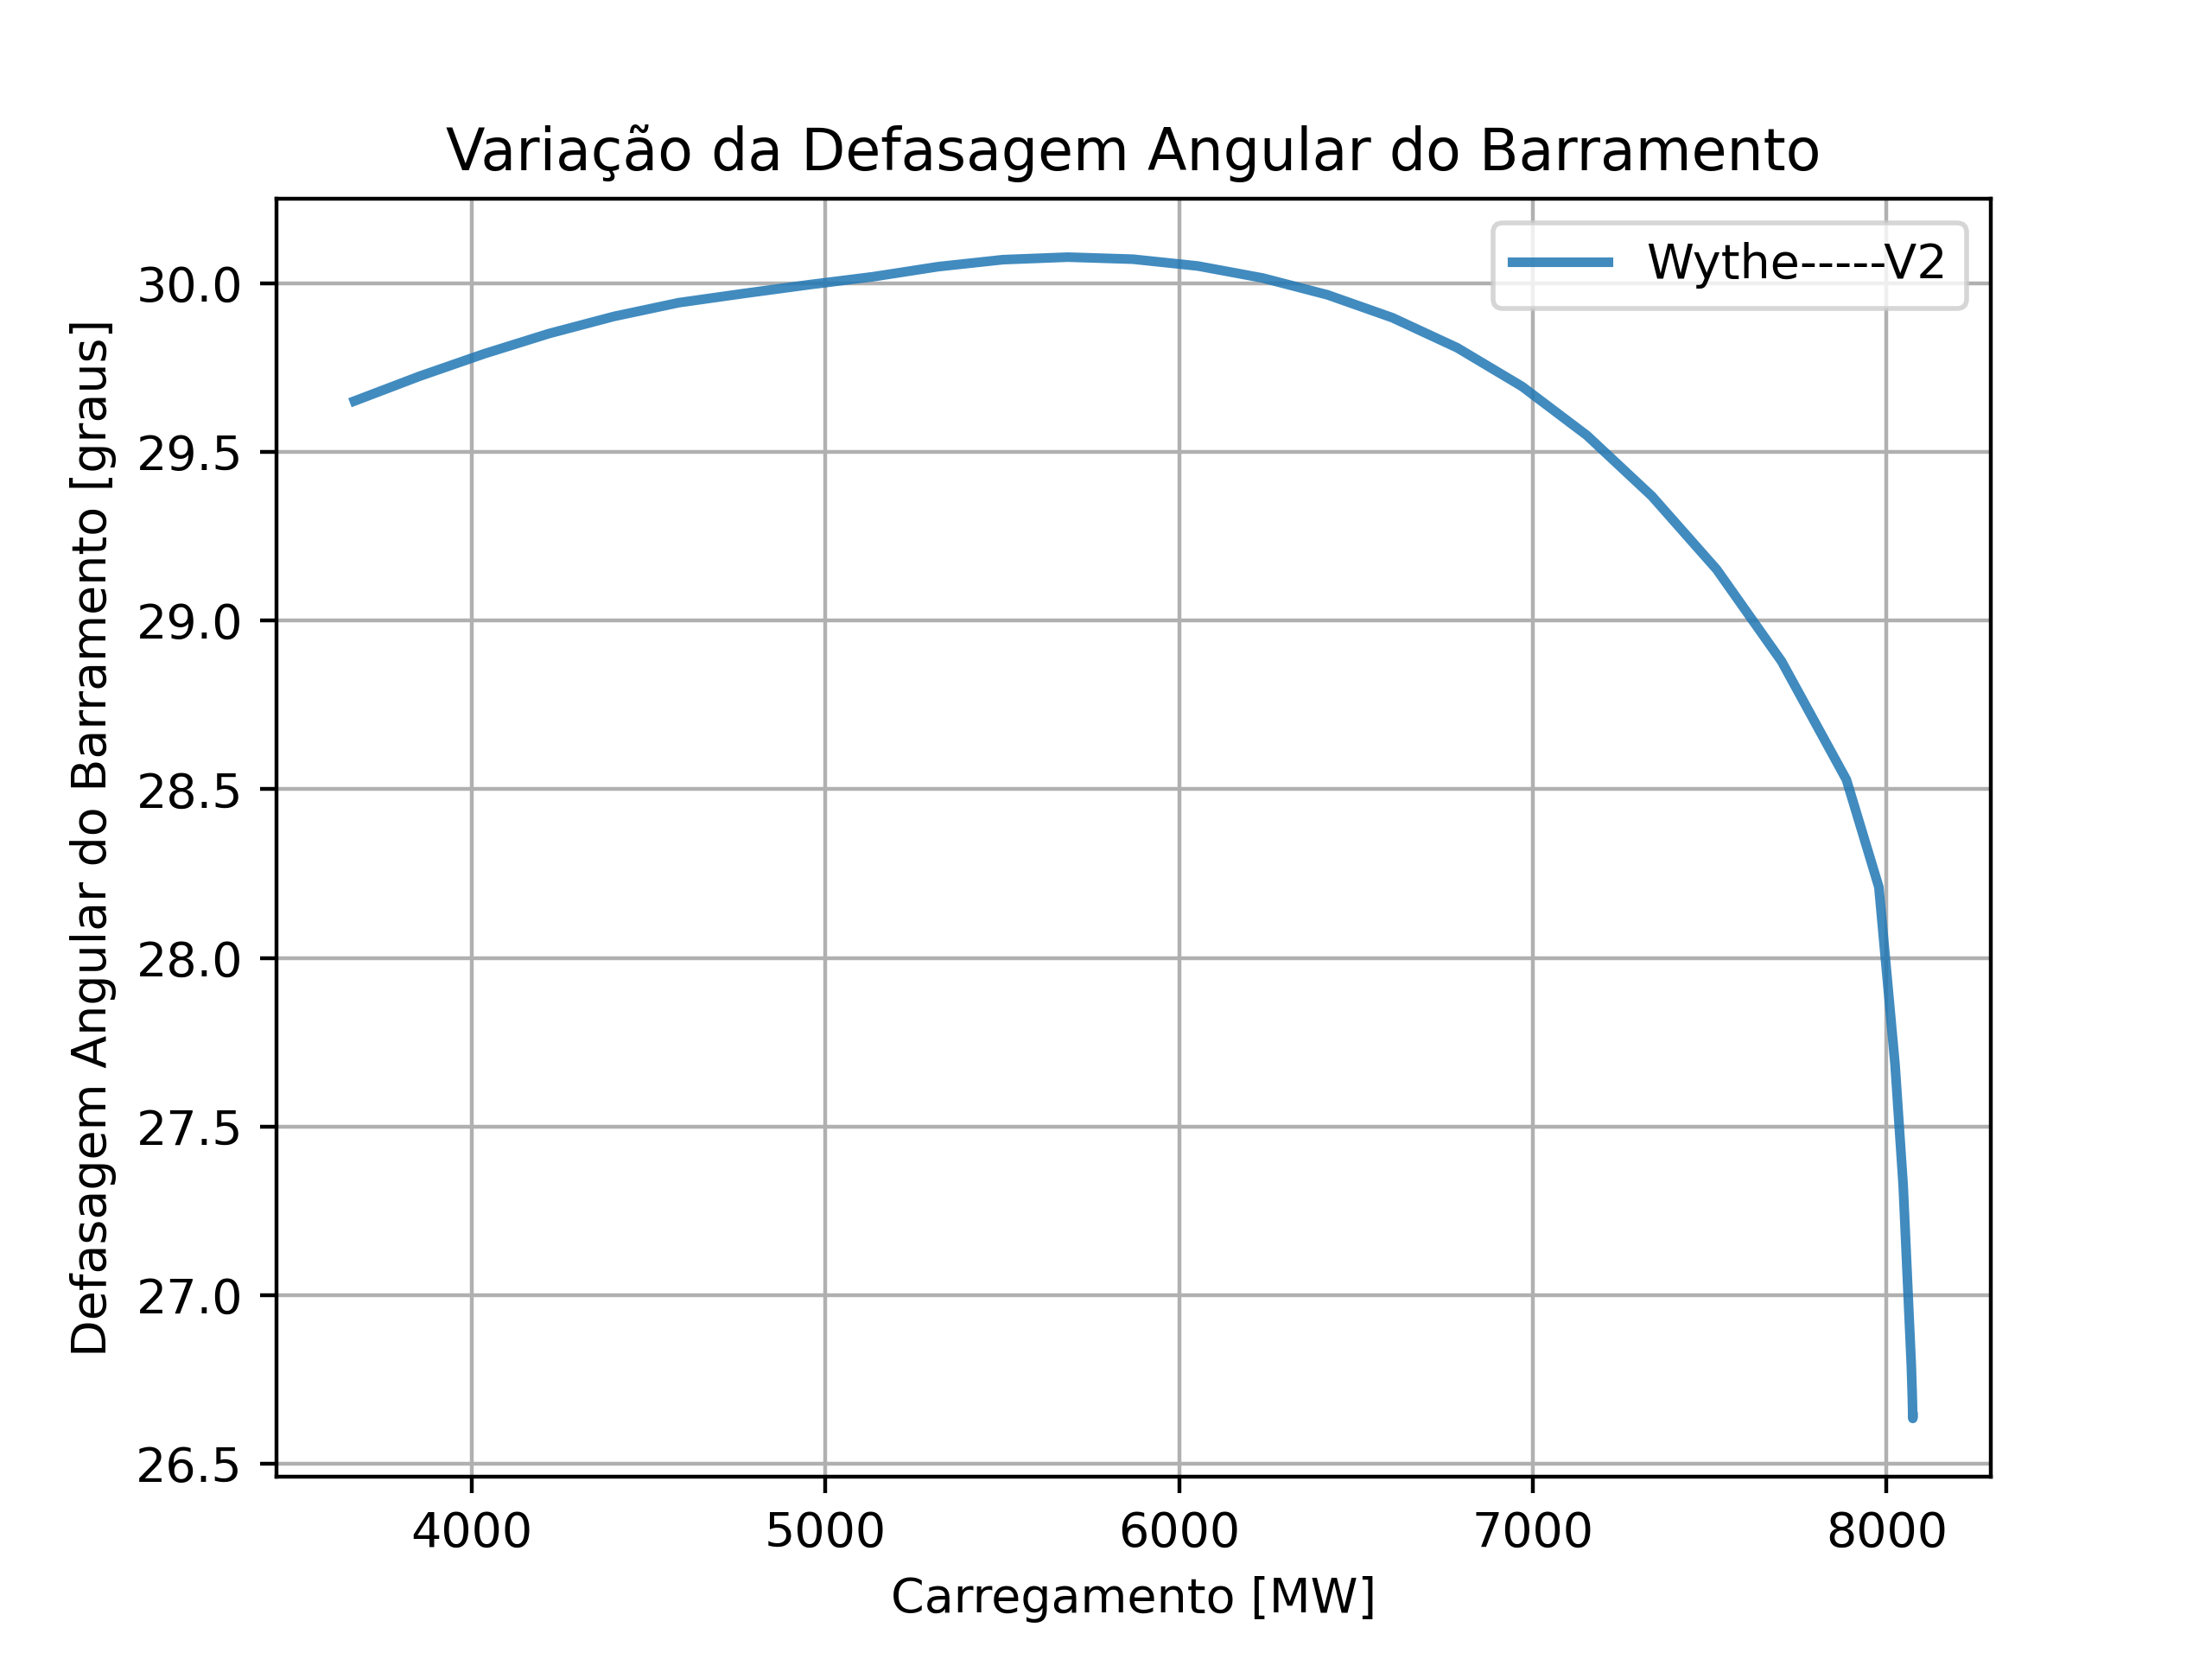 Variação da Defasagem Angular do Barramento
Wythe-----V2
Defasagem Angular do Barramento [graus]
30.0
29.5
29.0
28.5
28.0
27.5
27.0
26.5
4000 5000 6000 7000 8000
Carregamento [MW]